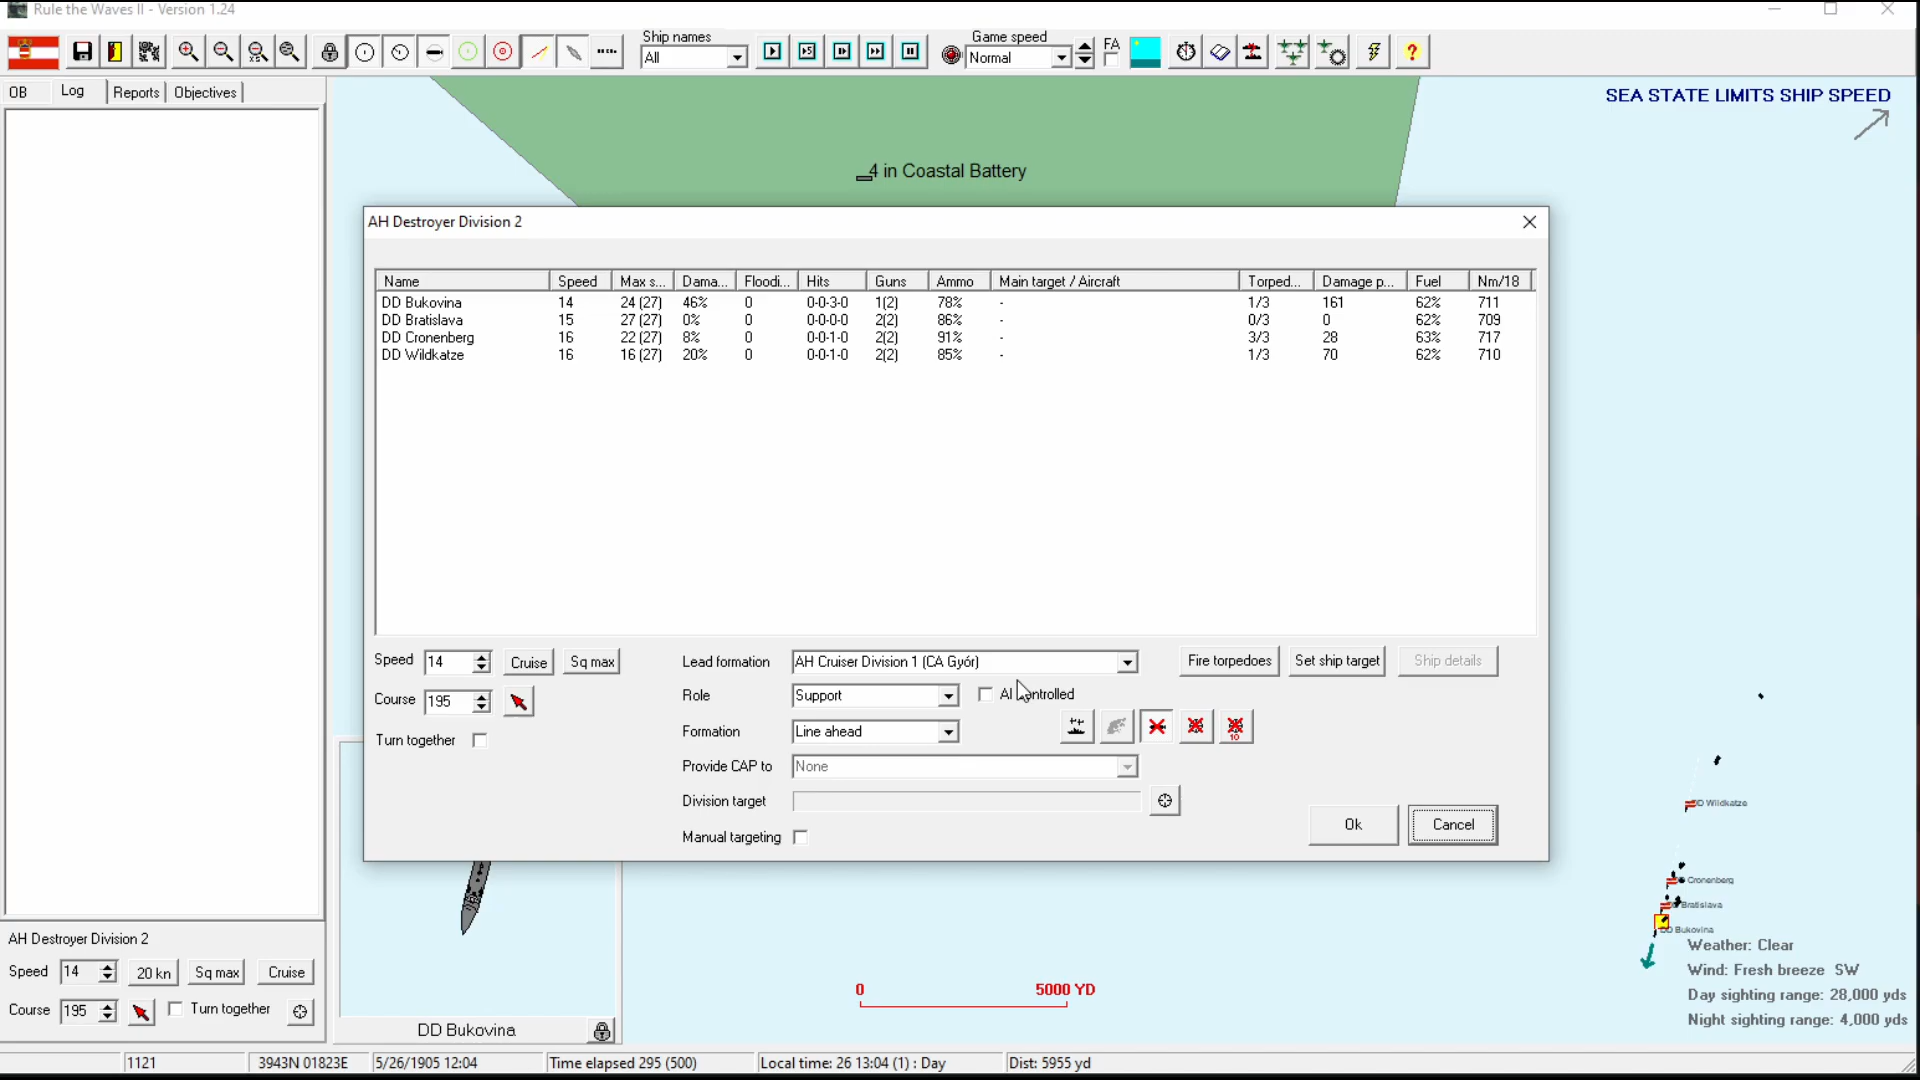 Rule the Waves II - Version 1.24
Ship names
All
Game speed
Normal
FA
OB Log Reports Objectives
SEA STATE LIMITS SHIP SPEED
4 in Coastal Battery
AH Destroyer Division 2
Name Speed Max s... Dama... Floodi... Hits Guns Ammo Main target / Aircraft Torped... Damage p... Fuel Nm/18
DD Bukovina 14 24 (27) 46% 0 0-0-3-0 1(2) 78% - 1/3 161 62% 711
DD Bratislava 15 27 (27) 0% 0 0-0-0-0 2(2) 86% - 0/3 0 62% 709
DD Cronenberg 16 22 (27) 8% 0 0-0-1-0 2(2) 91% - 3/3 28 63% 717
DD Wildkatze 16 16 (27) 20% 0 0-0-1-0 2(2) 85% - 1/3 70 62% 710
Speed 14 Cruise Sq max
Lead formation AH Cruiser Division 1 (CA Gyór) Fire torpedoes Set ship target Ship details
Course 195
Role Support AI Controlled
Turn together
Formation Line ahead
10
Provide CAP to None
Division target
Manual targeting
Ok Cancel
DD Wildkatze
Cronenberg
Bratislava
DD Bukovina
Weather: Clear
Wind: Fresh breeze SW
Day sighting range: 28,000 yds
Night sighting range: 4,000 yds
0 5000 YD
AH Destroyer Division 2
Speed 14 20 kn Sq max Cruise
Course 195 Turn together
DD Bukovina
1121 3943N 01823E 5/26/1905 12:04 Time elapsed 295 (500) Local time: 26 13:04 (1) : Day Dist: 5955 yd